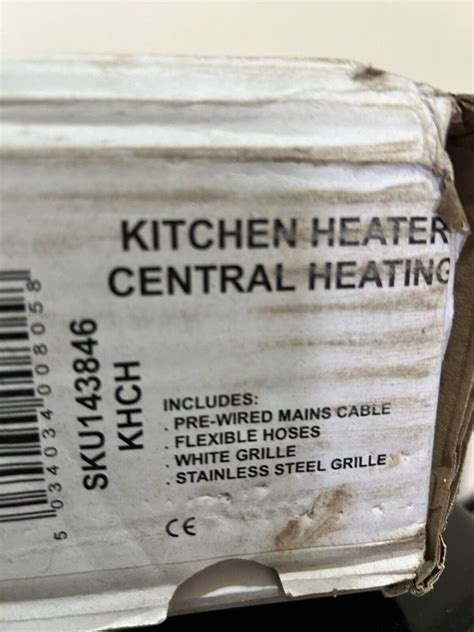 KITCHEN HEATER
CENTRAL HEATING
5 034034 008058
SKU143846
KHCH
INCLUDES:
. PRE-WIRED MAINS CABLE
. FLEXIBLE HOSES
. WHITE GRILLE
. STAINLESS STEEL GRILLE
CE